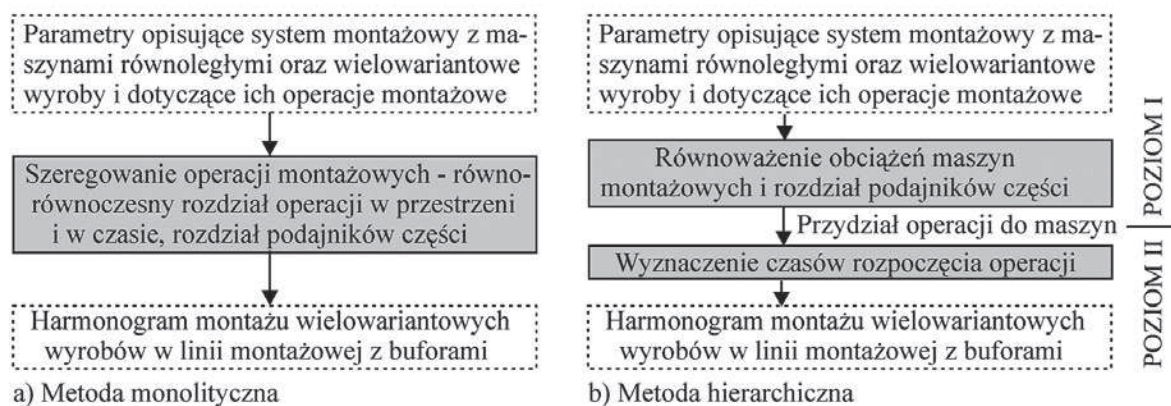 Parametry opisujące system montażowy z ma-
szynami równoległymi oraz wielowariantowe
wyroby i dotyczące ich operacje montażowe
Szeregowanie operacji montażowych - równo-
równoczesny rozdział operacji w przestrzeni
i w czasie, rozdział podajników części
Harmonogram montażu wielowariantowych
wyrobów w linii montażowej z buforami
a) Metoda monolityczna
Parametry opisujące system montażowy z ma-
szynami równoległymi oraz wielowariantowe
wyroby i dotyczące ich operacje montażowe
Równoważenie obciążeń maszyn
montażowych i rozdział podajników części
Przydział operacji do maszyn
Wyznaczenie czasów rozpoczęcia operacji
Harmonogram montażu wielowariantowych
wyrobów w linii montażowej z buforami
b) Metoda hierarchiczna
POZIOM I
POZIOM II